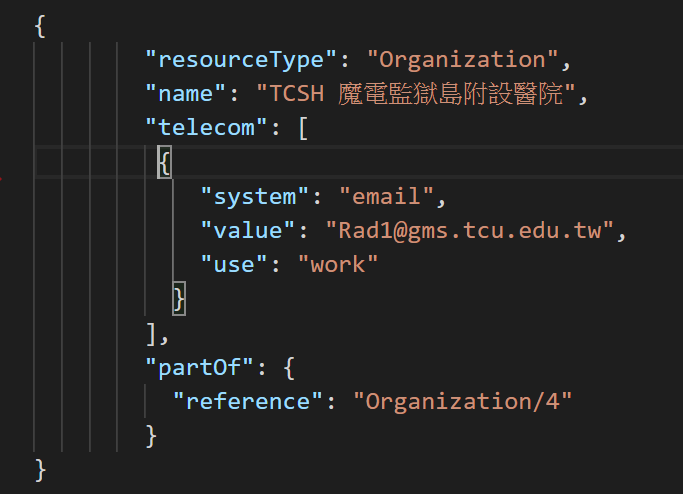 {
"resourceType": "Organization",
"name": "TCSH 魔電監獄島附設醫院",
"telecom": [
{
"system": "email",
"value": "Rad1@gms.tcu.edu.tw",
"use": "work"
}
],
"partOf": {
"reference": "Organization/4"
}
}